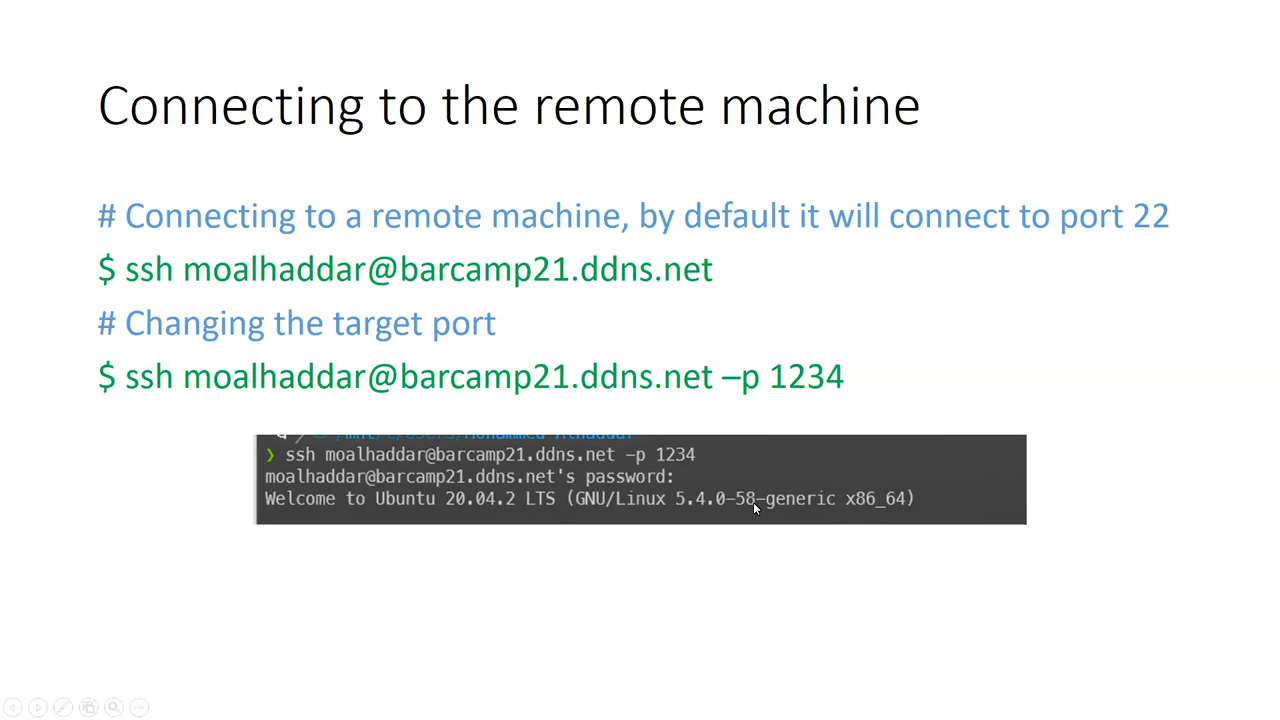 Connecting to the remote machine
# Connecting to a remote machine, by default it will connect to port 22
$ ssh moalhaddar@barcamp21.ddns.net
# Changing the target port
$ ssh moalhaddar@barcamp21.ddns.net –p 1234
❯ ssh moalhaddar@barcamp21.ddns.net -p 1234
moalhaddar@barcamp21.ddns.net's password:
Welcome to Ubuntu 20.04.2 LTS (GNU/Linux 5.4.0-58-generic x86_64)